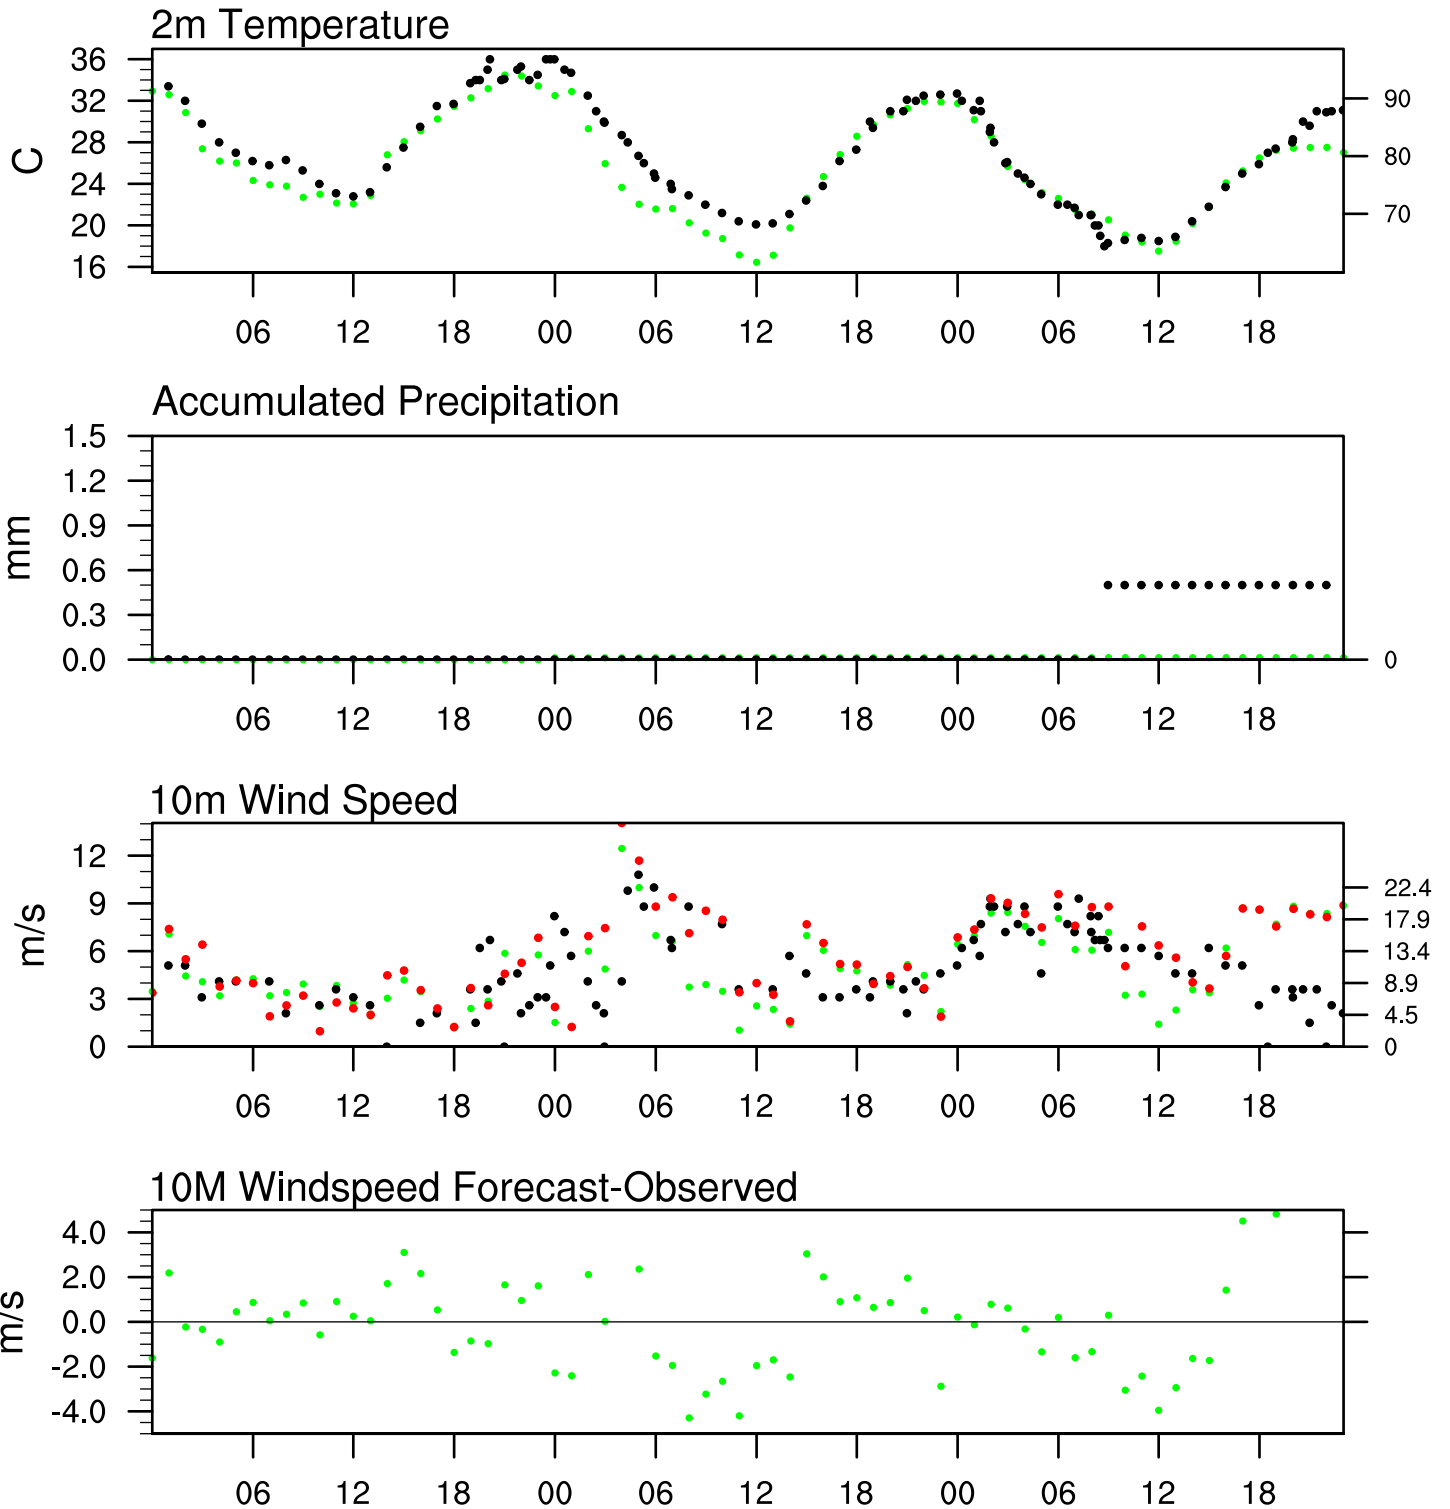 2m Temperature
36
32
28
24
20
16
C
90
80
70
06 12 18 00 06 12 18 00 06 12 18
Accumulated Precipitation
1.5
1.2
0.9
0.6
0.3
0.0
mm
0
06 12 18 00 06 12 18 00 06 12 18
10m Wind Speed
12
9
6
3
0
m/s
22.4
17.9
13.4
8.9
4.5
0
06 12 18 00 06 12 18 00 06 12 18
10M Windspeed Forecast-Observed
4.0
2.0
0.0
-2.0
-4.0
m/s
06 12 18 00 06 12 18 00 06 12 18